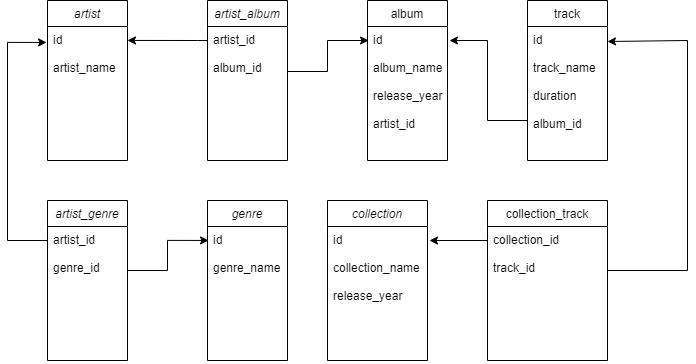 artist
id
artist_name
artist_album
artist_id
album_id
album
id
album_name
release_year
artist_id
track
id
track_name
duration
album_id
artist_genre
artist_id
genre_id
genre
id
genre_name
collection
id
collection_name
release_year
collection_track
collection_id
track_id